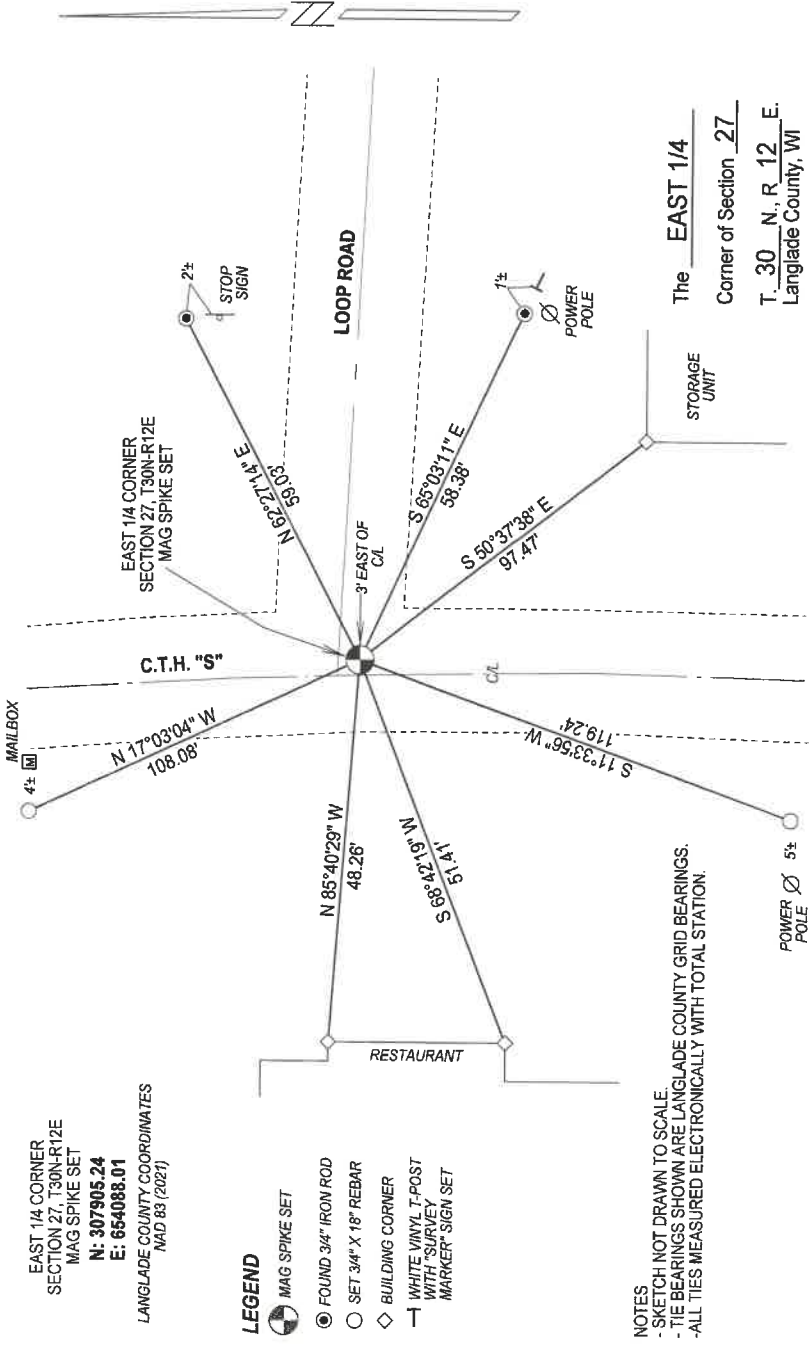 EAST 1/4 CORNER
SECTION 27, T30N-R12E
MAG SPIKE SET
N: 307905.24
E: 654088.01
LANGLADE COUNTY COORDINATES
NAD 83 (2021)
LEGEND
MAG SPIKE SET
FOUND 3/4" IRON ROD
SET 3/4" X 18" REBAR
BUILDING CORNER
WHITE VINYL T-POST
WITH "SURVEY
MARKER" SIGN SET
NOTES
- SKETCH NOT DRAWN TO SCALE.
- TIE BEARINGS SHOWN ARE LANGLADE COUNTY GRID BEARINGS.
-ALL TIES MEASURED ELECTRONICALLY WITH TOTAL STATION.
MAILBOX
4'± M
N 17°03'04" W
108.08'
C.T.H. "S"
EAST 1/4 CORNER
SECTION 27, T30N-R12E
MAG SPIKE SET
N 62°27'14" E
59.03'
2'±
STOP
SIGN
LOOP ROAD
3' EAST OF
C/L
N 85°40'29" W
48.26'
S 68°42'19" W
51.41'
RESTAURANT
C/L
S 11°33'56" W
119.24'
POWER
POLE
5'±
S 65°03'11" E
58.38'
1'±
POWER
POLE
S 50°37'38" E
97.47'
STORAGE
UNIT
The EAST 1/4
Corner of Section 27
T. 30 N., R 12 E.
Langlade County, WI